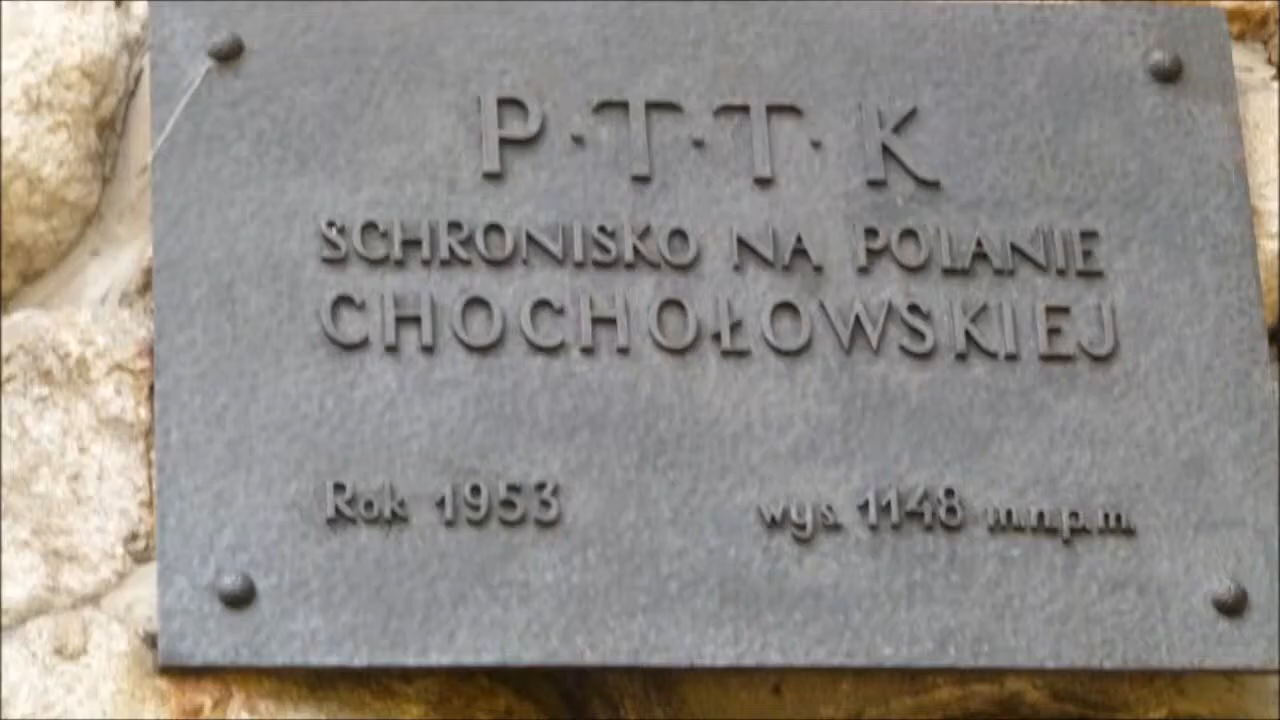 P·T·T·K
SCHRONISKO NA POLANIE
CHOCHOŁOWSKIEJ
Rok 1953 wys. 1148 m.n.p.m.